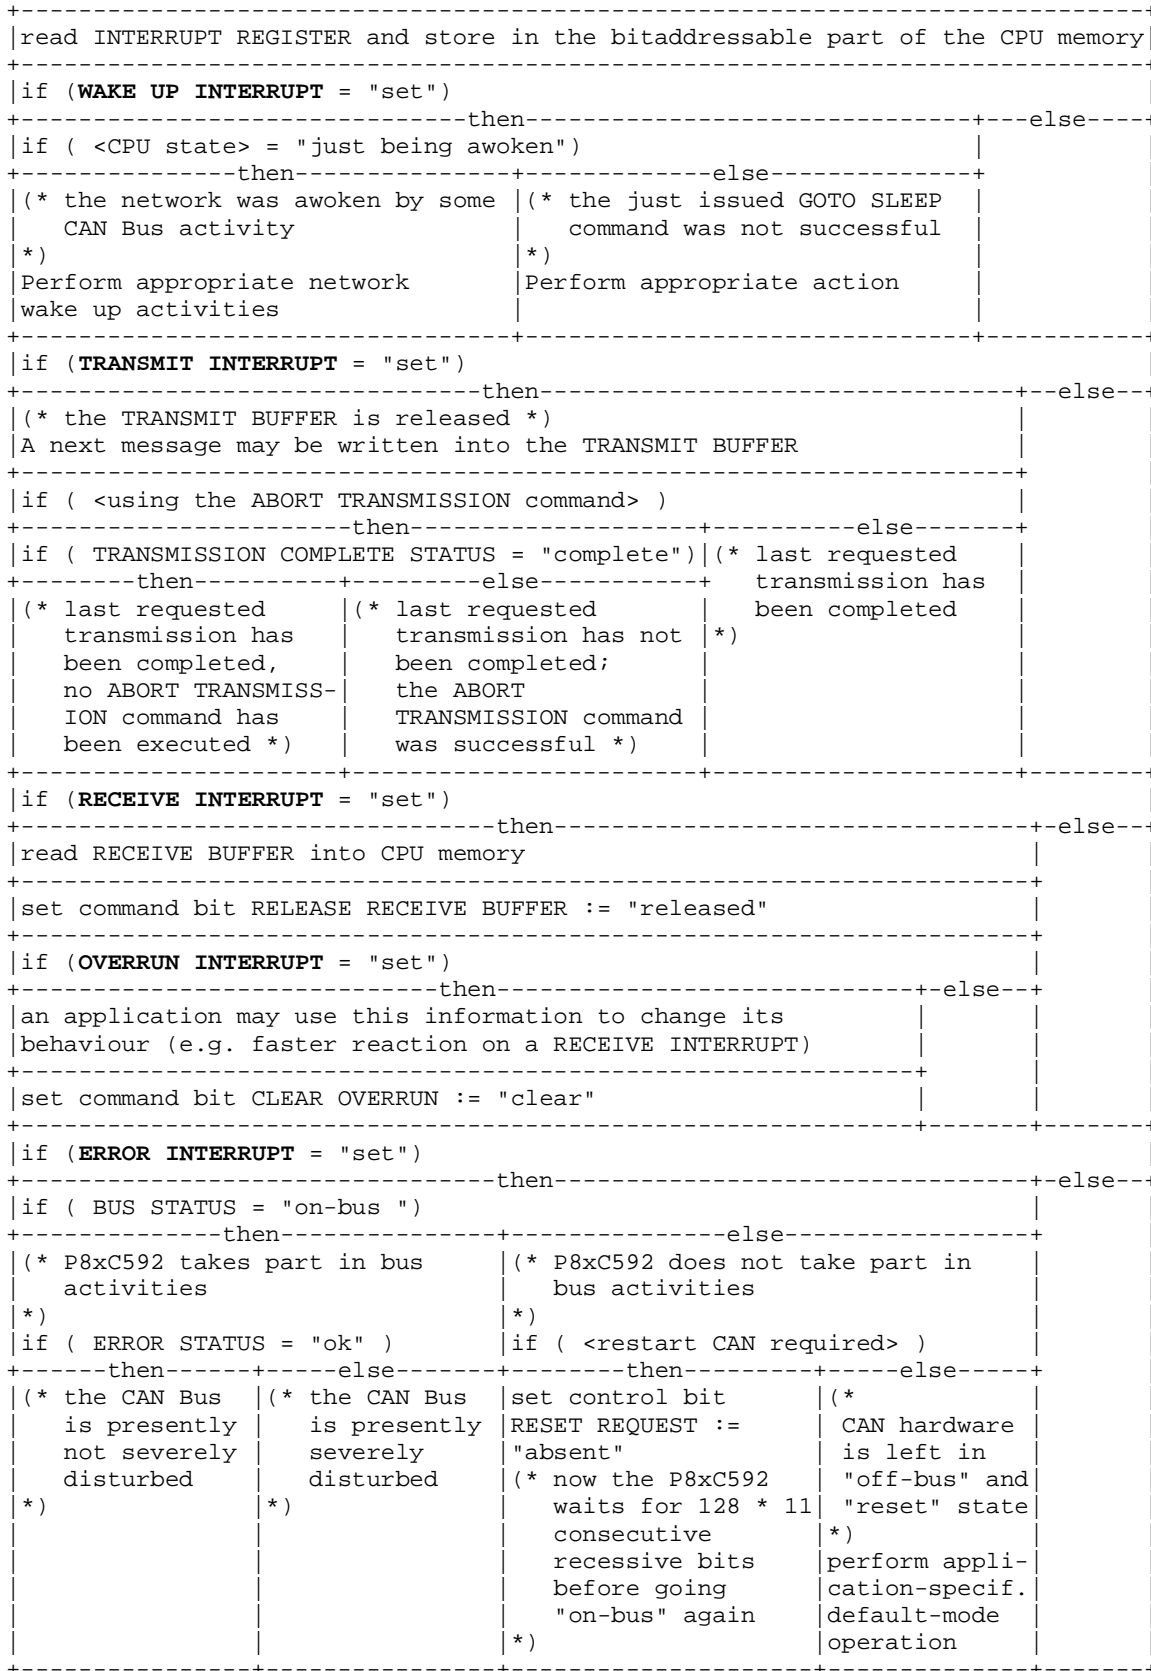 read INTERRUPT REGISTER and store in the bitaddressable part of the CPU memory
if (WAKE UP INTERRUPT = "set")
then else
if ( <CPU state> = "just being awoken")
then else
(* the network was awoken by some (* the just issued GOTO SLEEP
CAN Bus activity command was not successful
*) *)
Perform appropriate network Perform appropriate action
wake up activities
if (TRANSMIT INTERRUPT = "set")
then else
(* the TRANSMIT BUFFER is released *)
A next message may be written into the TRANSMIT BUFFER
if ( <using the ABORT TRANSMISSION command> )
then else
if ( TRANSMISSION COMPLETE STATUS = "complete") (* last requested
then else transmission has
(* last requested (* last requested been completed
transmission has transmission has not *)
been completed, been completed;
no ABORT TRANSMISS- the ABORT
ION command has TRANSMISSION command
been executed *) was successful *)
if (RECEIVE INTERRUPT = "set")
then else
read RECEIVE BUFFER into CPU memory
set command bit RELEASE RECEIVE BUFFER := "released"
if (OVERRUN INTERRUPT = "set")
then else
an application may use this information to change its
behaviour (e.g. faster reaction on a RECEIVE INTERRUPT)
set command bit CLEAR OVERRUN := "clear"
if (ERROR INTERRUPT = "set")
then else
if ( BUS STATUS = "on-bus ")
then else
(* P8xC592 takes part in bus (* P8xC592 does not take part in
activities bus activities
*) *)
if ( ERROR STATUS = "ok" ) if ( <restart CAN required> )
then else then else
(* the CAN Bus (* the CAN Bus set control bit (*
is presently is presently RESET REQUEST := CAN hardware
not severely severely "absent" is left in
disturbed disturbed (* now the P8xC592 "off-bus" and
*) *) waits for 128 * 11 "reset" state
consecutive *)
recessive bits perform appli-
before going cation-specif.
"on-bus" again default-mode
*) operation